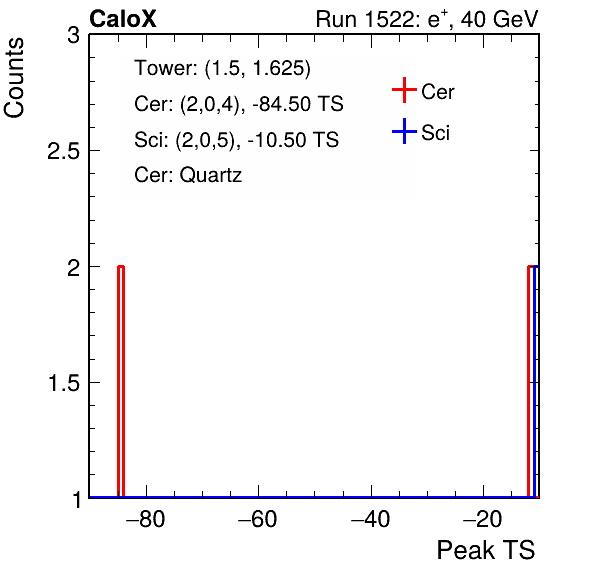 CaloX Run 1522: e⁺, 40 GeV
Counts
3
2.5
2
1.5
1
Tower: (1.5, 1.625)
Cer: (2,0,4), -84.50 TS
Sci: (2,0,5), -10.50 TS
Cer: Quartz
Cer
Sci
−80 −60 −40 −20
Peak TS